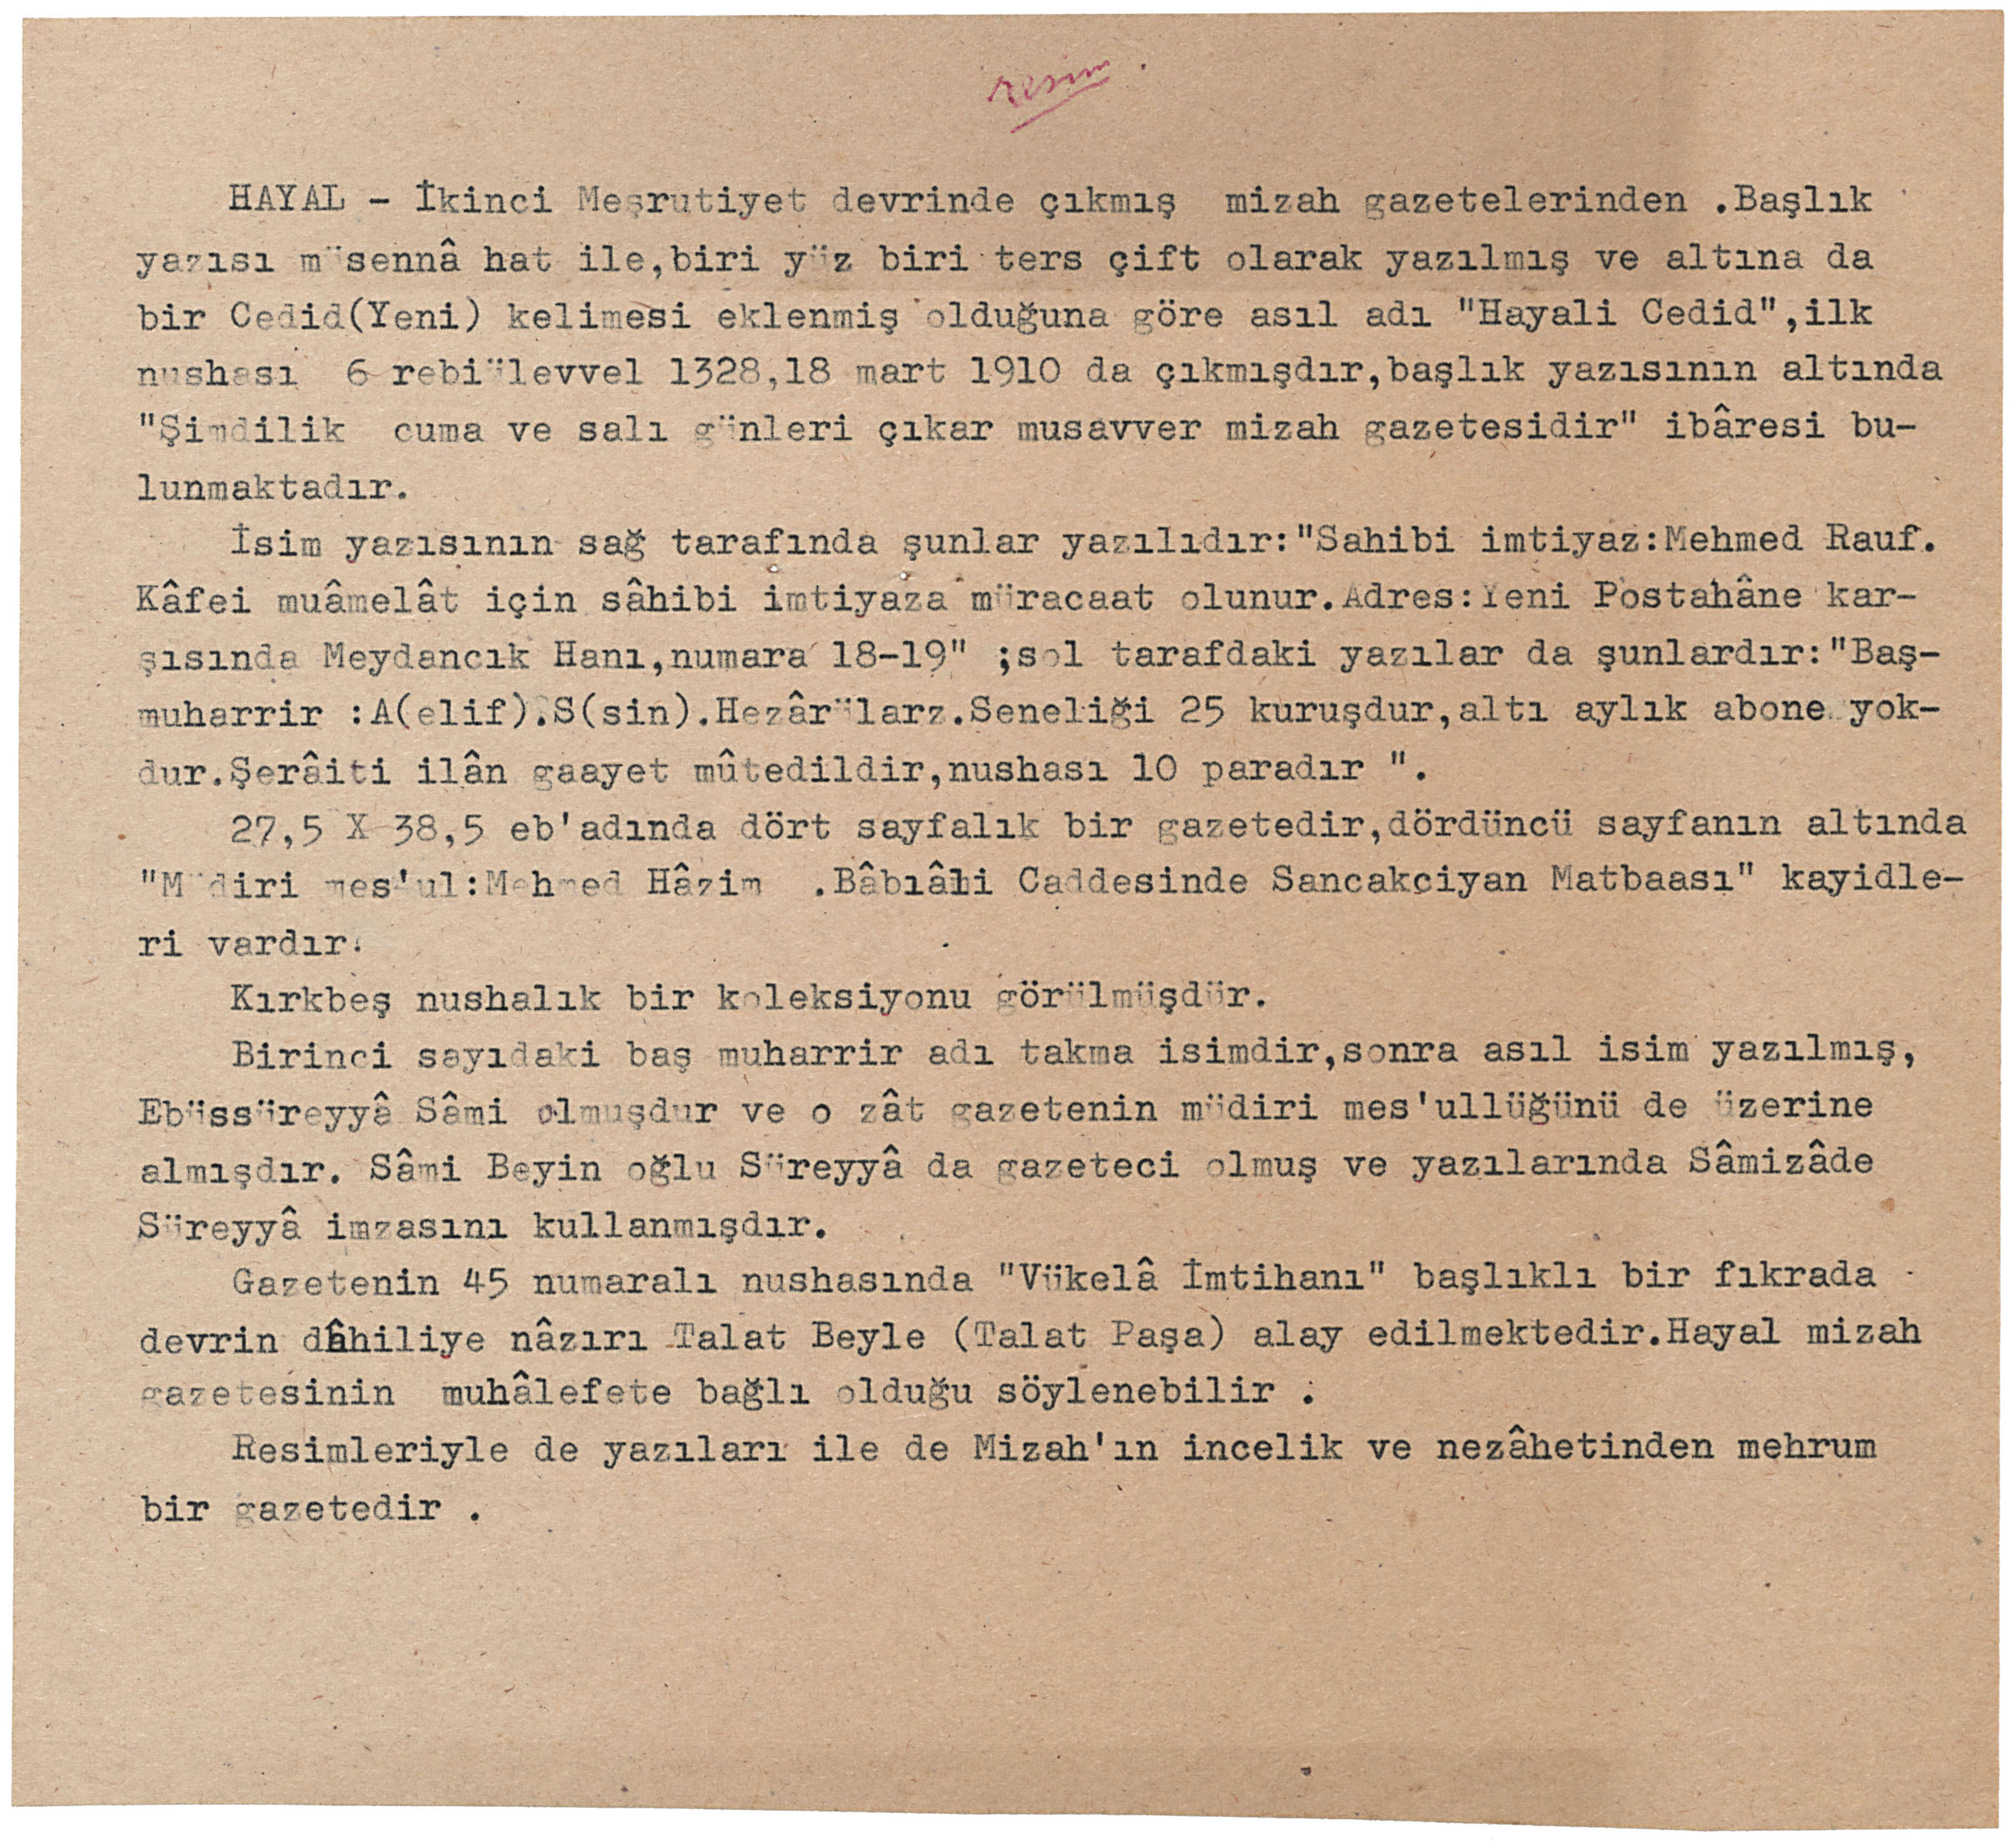 resim
HAYAL - İkinci Meşrutiyet devrinde çıkmış mizah gazetelerinden .Başlık
yazısı müsennâ hat ile,biri yüz biri ters çift olarak yazılmış ve altına da
bir Cedid(Yeni) kelimesi eklenmiş olduğuna göre asıl adı "Hayali Cedid",ilk
nushası 6 rebiülevvel 1328,18 mart 1910 da çıkmışdır,başlık yazısının altında
"Şimdilik cuma ve salı günleri çıkar musavver mizah gazetesidir" ibâresi bu-
lunmaktadır.
İsim yazısının sağ tarafında şunlar yazılıdır:"Sahibi imtiyaz:Mehmed Rauf.
Kâfei muâmelât için sâhibi imtiyaza müracaat olunur.Adres:Yeni Postahâne kar-
şısında Meydancık Hanı,numara 18-19" ;sol tarafdaki yazılar da şunlardır:"Baş-
muharrir :A(elif).S(sin).Hezârülarz.Seneliği 25 kuruşdur,altı aylık abone yok-
dur.Şerâiti ilân gaayet mûtedildir,nushası 10 paradır ".
27,5 X 38,5 eb'adında dört sayfalık bir gazetedir,dördüncü sayfanın altında
"Müdiri mes'ul:Mehmed Hâzim .Bâbıâli Caddesinde Sancakciyan Matbaası" kayidle-
ri vardır.
Kırkbeş nushalık bir koleksiyonu görülmüşdür.
Birinci sayıdaki baş muharrir adı takma isimdir,sonra asıl isim yazılmış,
Ebüssüreyyâ Sâmi olmuşdur ve o zât gazetenin müdiri mes'ullüğünü de üzerine
almışdır. Sâmi Beyin oğlu Süreyyâ da gazeteci olmuş ve yazılarında Sâmizâde
Süreyyâ imzasını kullanmışdır.
Gazetenin 45 numaralı nushasında "Vükelâ İmtihanı" başlıklı bir fıkrada
devrin dâhiliye nâzırı Talat Beyle (Talat Paşa) alay edilmektedir.Hayal mizah
gazetesinin muhâlefete bağlı olduğu söylenebilir .
Resimleriyle de yazıları ile de Mizah'ın incelik ve nezâhetinden mehrum
bir gazetedir .